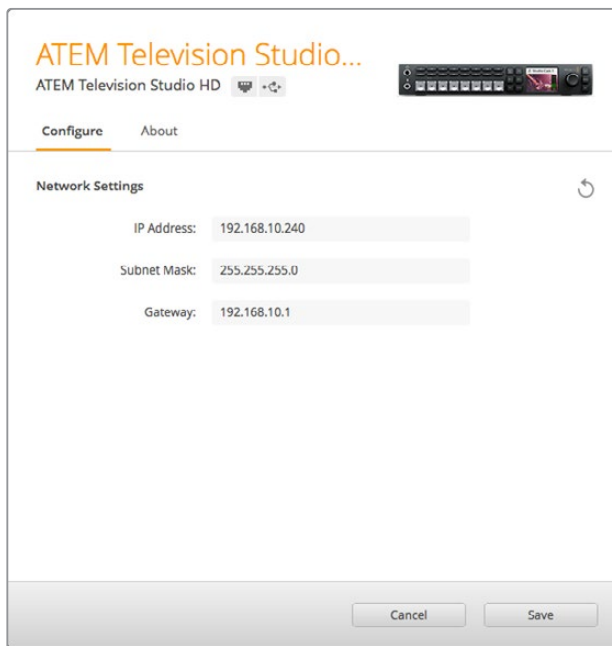 ATEM Television Studio...
ATEM Television Studio HD
Configure About
Network Settings
IP Address: 192.168.10.240
Subnet Mask: 255.255.255.0
Gateway: 192.168.10.1
Cancel Save